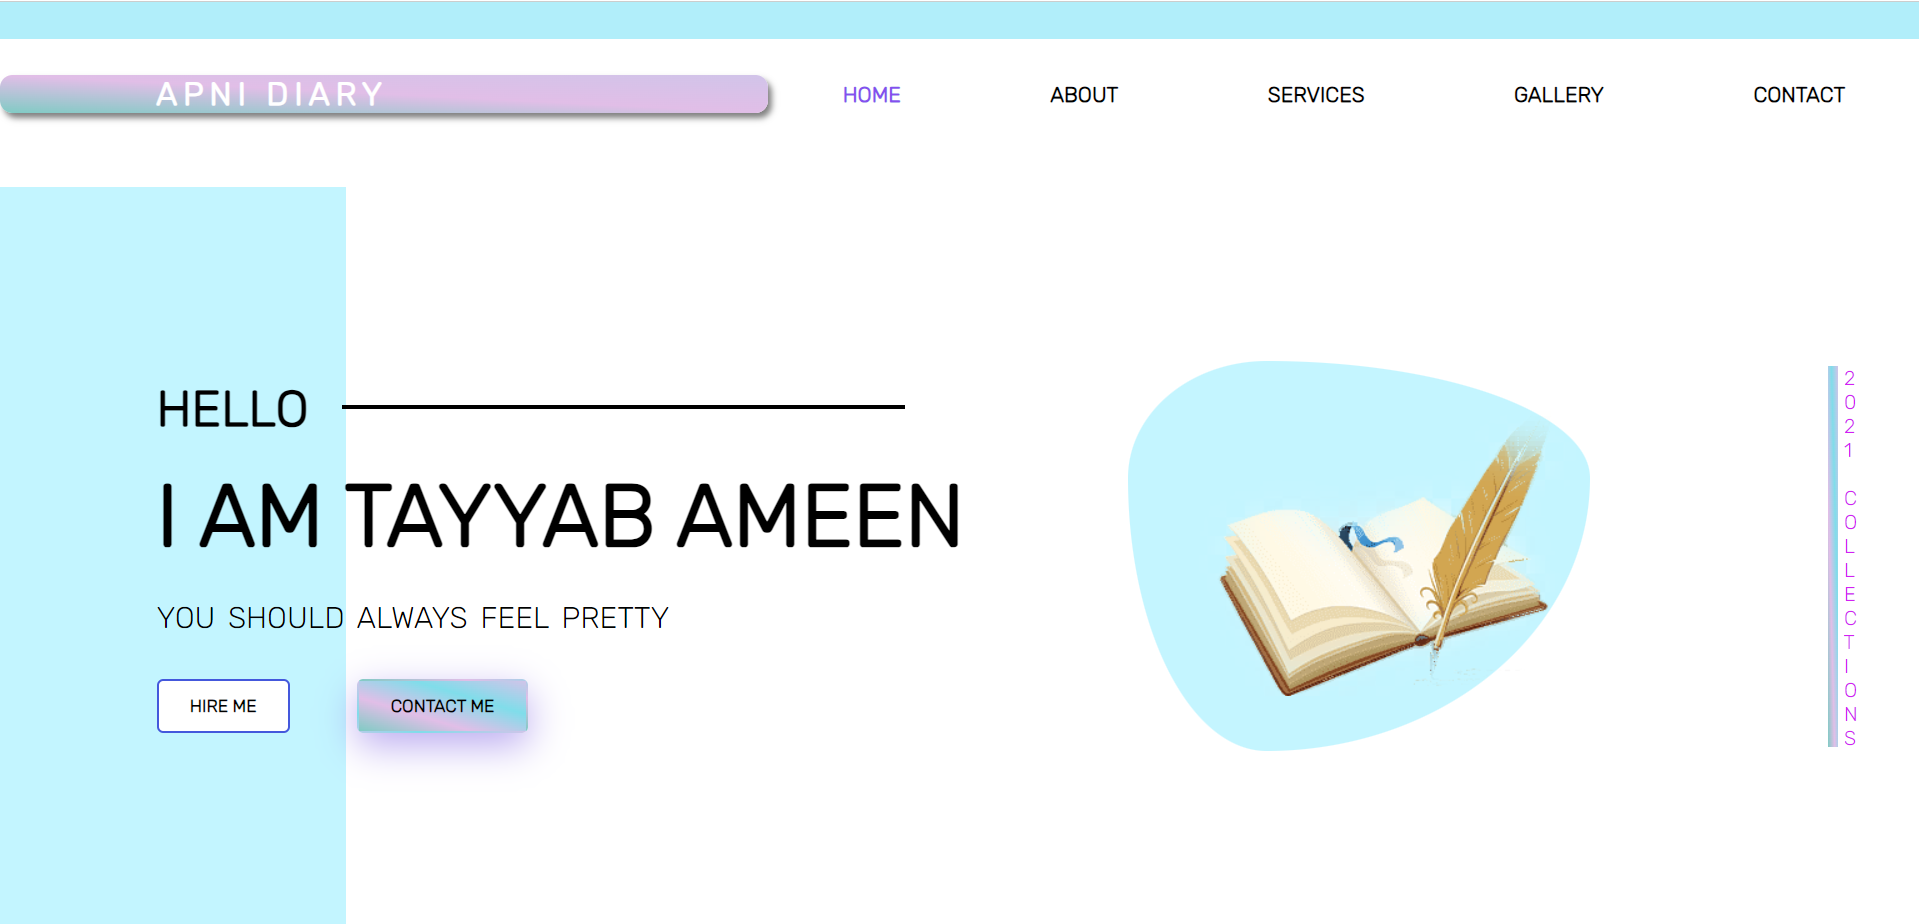 APNI DIARY
HOME
ABOUT
SERVICES
GALLERY
CONTACT
HELLO
I AM TAYYAB AMEEN
YOU SHOULD ALWAYS FEEL PRETTY
HIRE ME
CONTACT ME
2021 COLLECTIONS